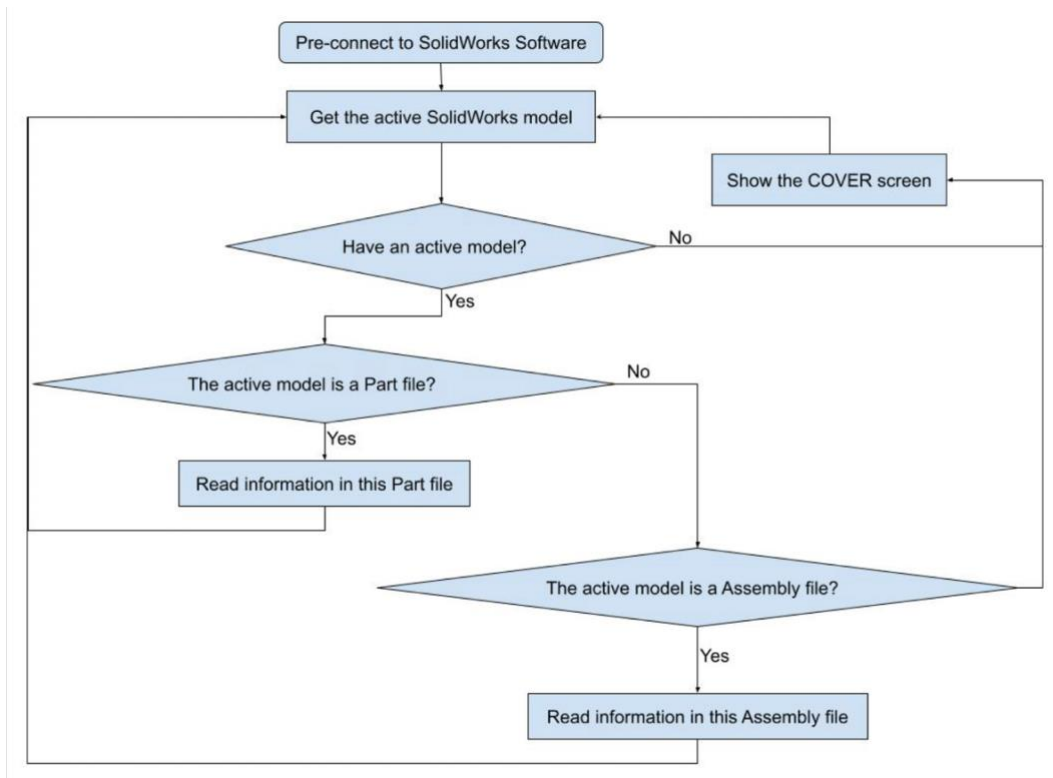 Pre-connect to SolidWorks Software
Get the active SolidWorks model
Show the COVER screen
Have an active model?
No
Yes
The active model is a Part file?
No
Yes
Read information in this Part file
The active model is a Assembly file?
Yes
Read information in this Assembly file